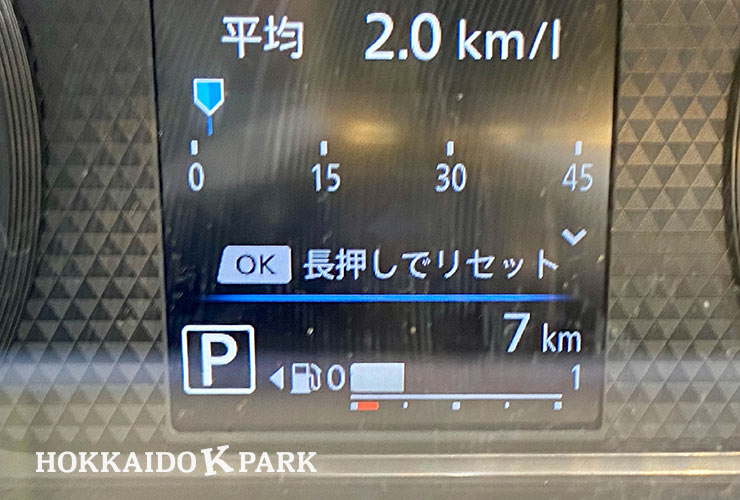 平均 2.0 km/l
0 15 30 45
OK 長押しでリセット
7 km
P 0 1
HOKKAIDO K PARK